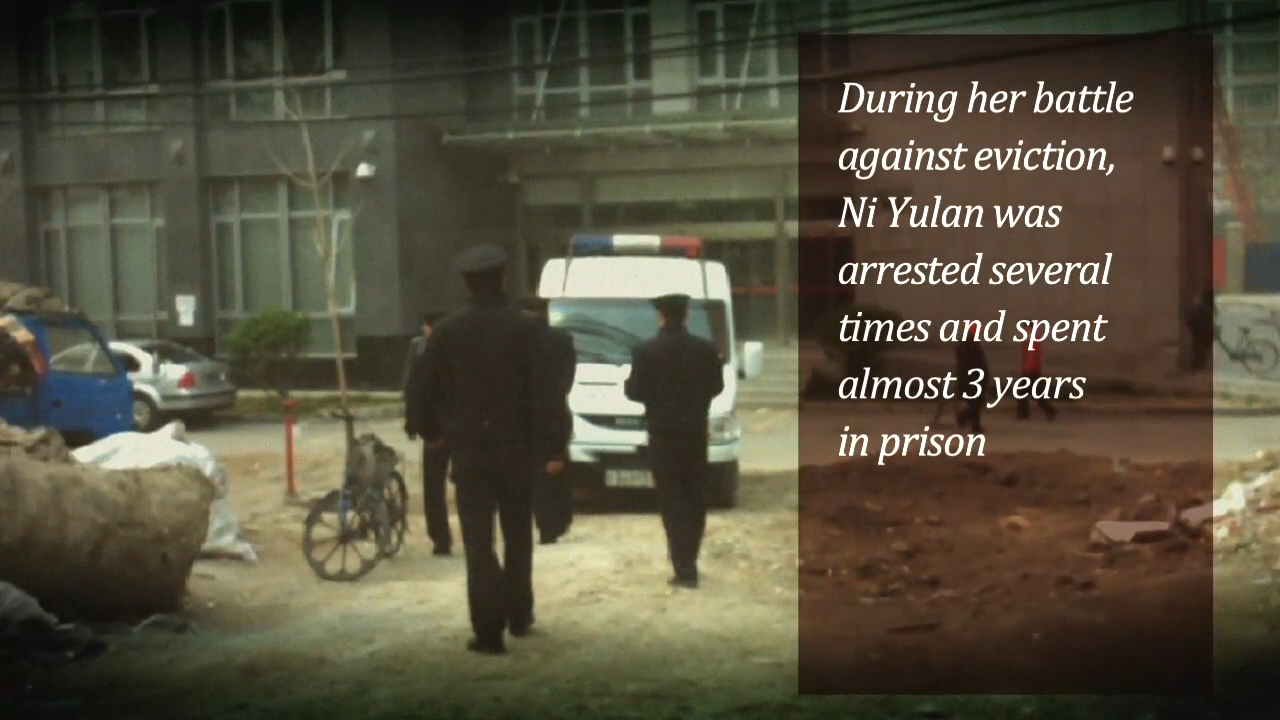 During her battle
against eviction,
Ni Yulan was
arrested several
times and spent
almost 3 years
in prison